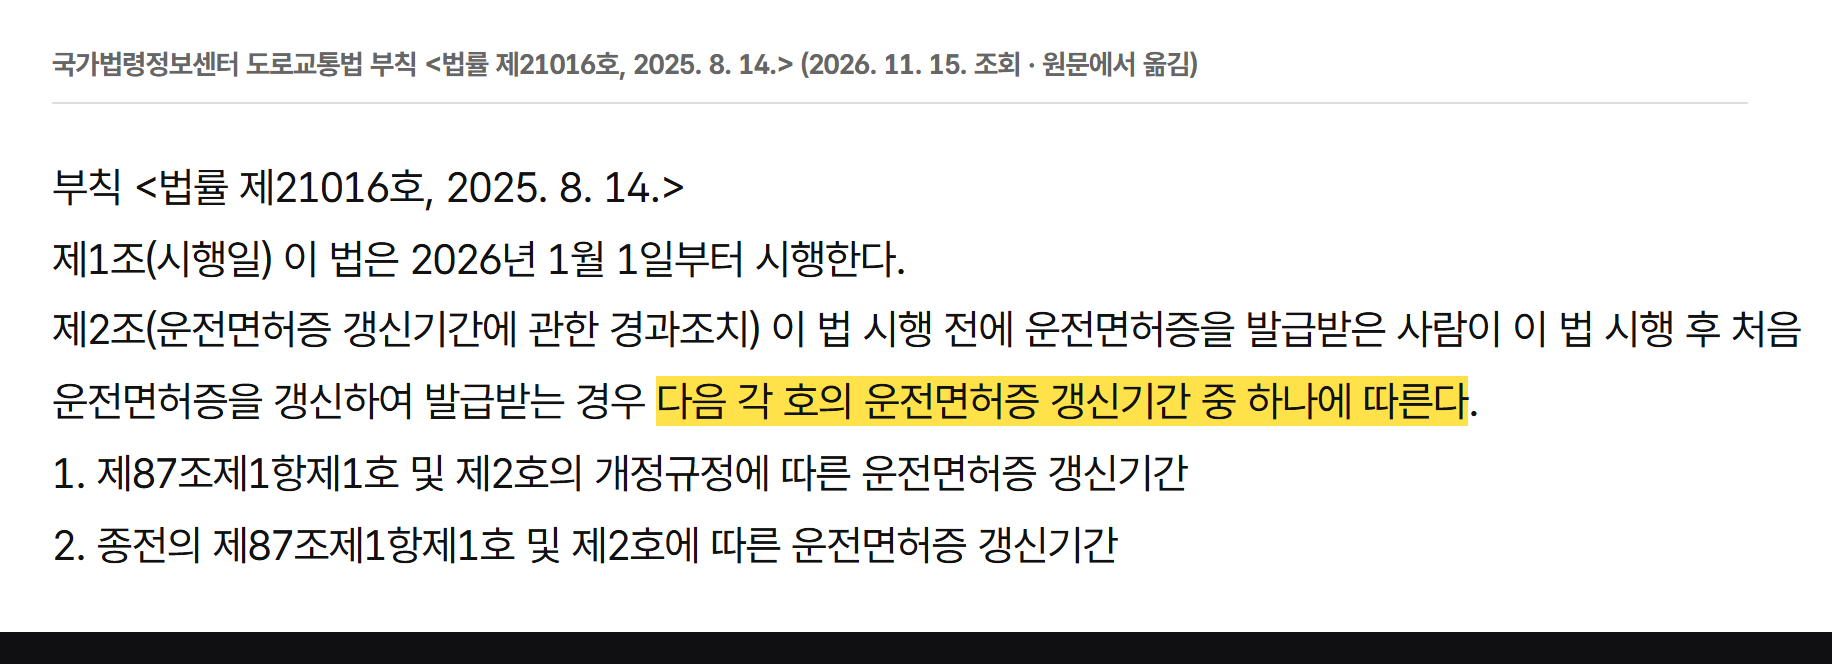 국가법령정보센터 도로교통법 부칙 <법률 제21016호, 2025. 8. 14.> (2026. 11. 15. 조회 · 원문에서 옮김)
부칙 <법률 제21016호, 2025. 8. 14.>
제1조(시행일) 이 법은 2026년 1월 1일부터 시행한다.
제2조(운전면허증 갱신기간에 관한 경과조치) 이 법 시행 전에 운전면허증을 발급받은 사람이 이 법 시행 후 처음
운전면허증을 갱신하여 발급받는 경우 다음 각 호의 운전면허증 갱신기간 중 하나에 따른다.
1. 제87조제1항제1호 및 제2호의 개정규정에 따른 운전면허증 갱신기간
2. 종전의 제87조제1항제1호 및 제2호에 따른 운전면허증 갱신기간